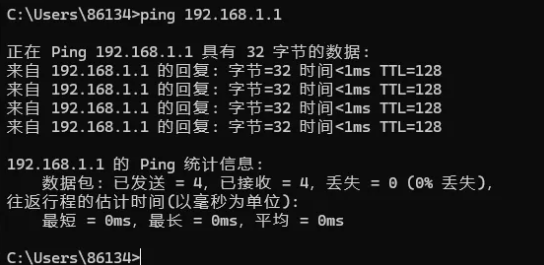 C:\Users\86134>ping 192.168.1.1
正在 Ping 192.168.1.1 具有 32 字节的数据:
来自 192.168.1.1 的回复: 字节=32 时间<1ms TTL=128
来自 192.168.1.1 的回复: 字节=32 时间<1ms TTL=128
来自 192.168.1.1 的回复: 字节=32 时间<1ms TTL=128
来自 192.168.1.1 的回复: 字节=32 时间<1ms TTL=128
192.168.1.1 的 Ping 统计信息:
数据包: 已发送 = 4, 已接收 = 4, 丢失 = 0 (0% 丢失),
往返行程的估计时间(以毫秒为单位):
最短 = 0ms, 最长 = 0ms, 平均 = 0ms
C:\Users\86134>